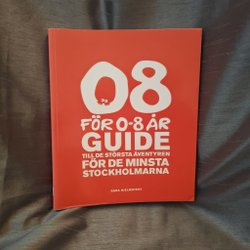 08
FÖR 0-8 ÅR
GUIDE
TILL DE STÖRSTA ÄVENTYREN
FÖR DE MINSTA
STOCKHOLMARNA